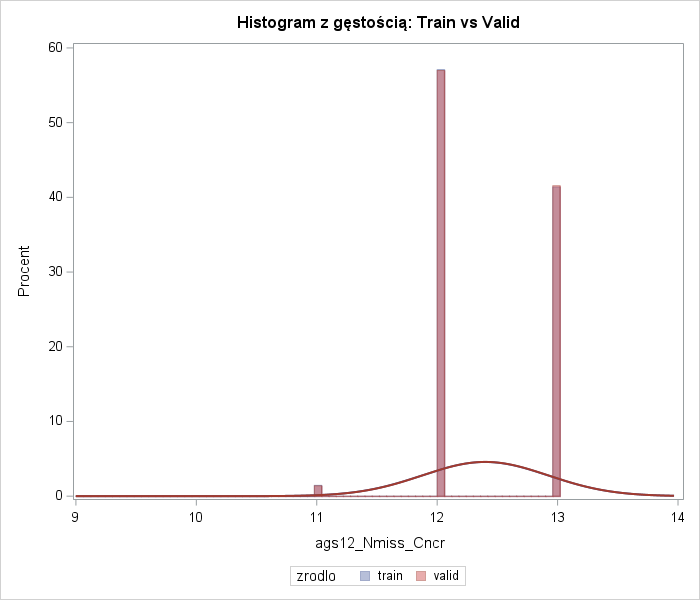 Histogram z gęstością: Train vs Valid
60
50
40
30
20
10
0
Procent
9 10 11 12 13 14
ags12_Nmiss_Cncr
zrodlo train valid